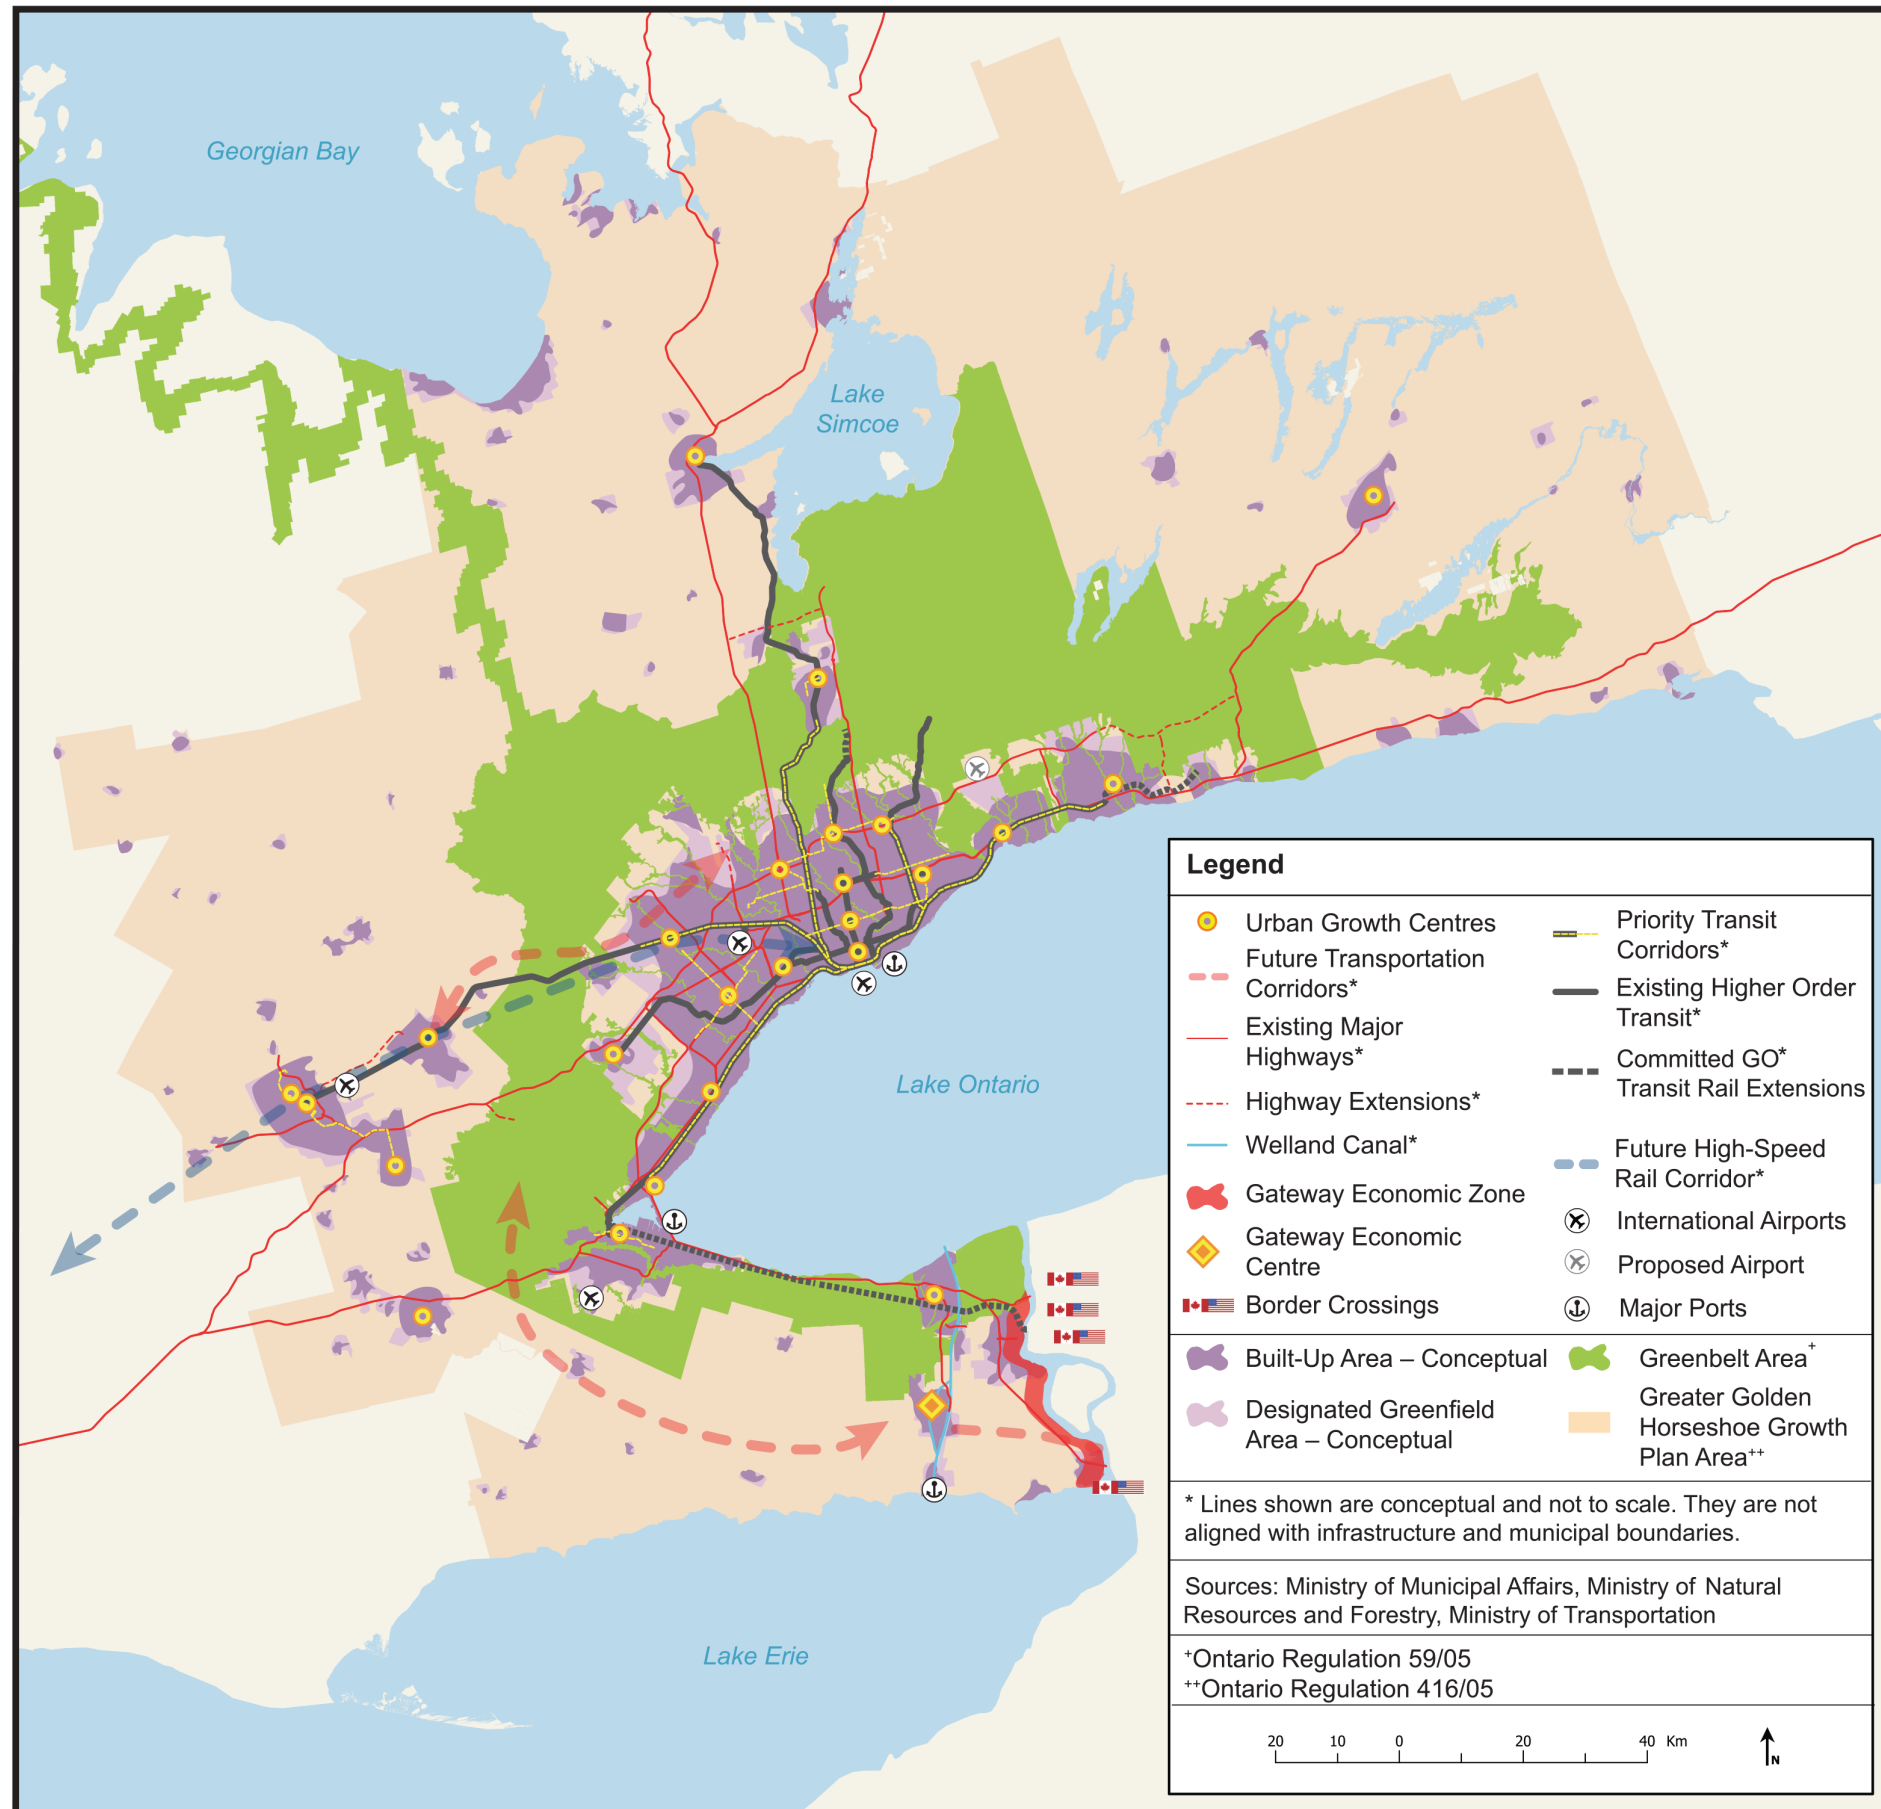 Georgian Bay
Lake
Simcoe
Lake Ontario
Lake Erie
Legend
Urban Growth Centres
Future Transportation
Corridors*
Existing Major
Highways*
Highway Extensions*
Welland Canal*
Gateway Economic Zone
Gateway Economic
Centre
Border Crossings
Priority Transit
Corridors*
Existing Higher Order
Transit*
Committed GO*
Transit Rail Extensions
Future High-Speed
Rail Corridor*
International Airports
Proposed Airport
Major Ports
Built-Up Area – Conceptual
Designated Greenfield
Area – Conceptual
Greenbelt Area+
Greater Golden
Horseshoe Growth
Plan Area++
* Lines shown are conceptual and not to scale. They are not
aligned with infrastructure and municipal boundaries.
Sources: Ministry of Municipal Affairs, Ministry of Natural
Resources and Forestry, Ministry of Transportation
+Ontario Regulation 59/05
++Ontario Regulation 416/05
20 10 0 20 40 Km
N